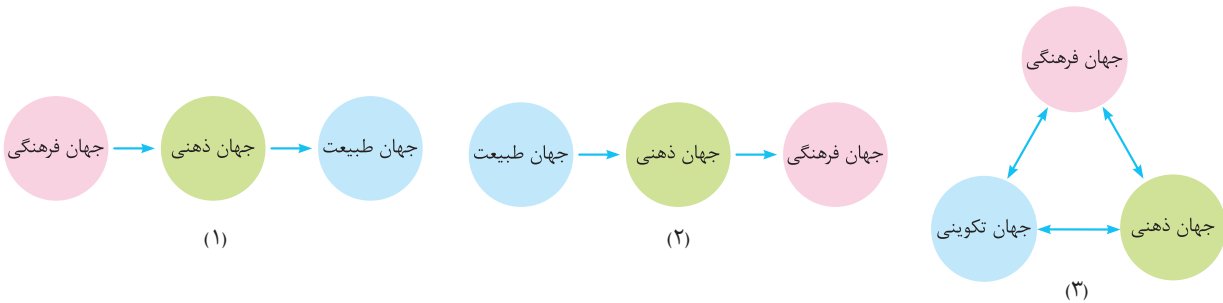 جهان فرهنگی
جهان ذهنی
جهان طبیعت
(۱)
جهان طبیعت
جهان ذهنی
جهان فرهنگی
(۲)
جهان فرهنگی
جهان تکوینی
جهان ذهنی
(۳)